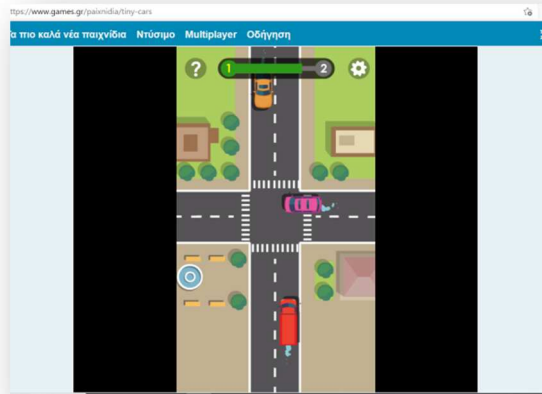 ttps://www.games.gr/paixnidia/tiny-cars
α πιο καλά νέα παιχνίδια Ντύσιμο Multiplayer Οδήγηση
? 1 2